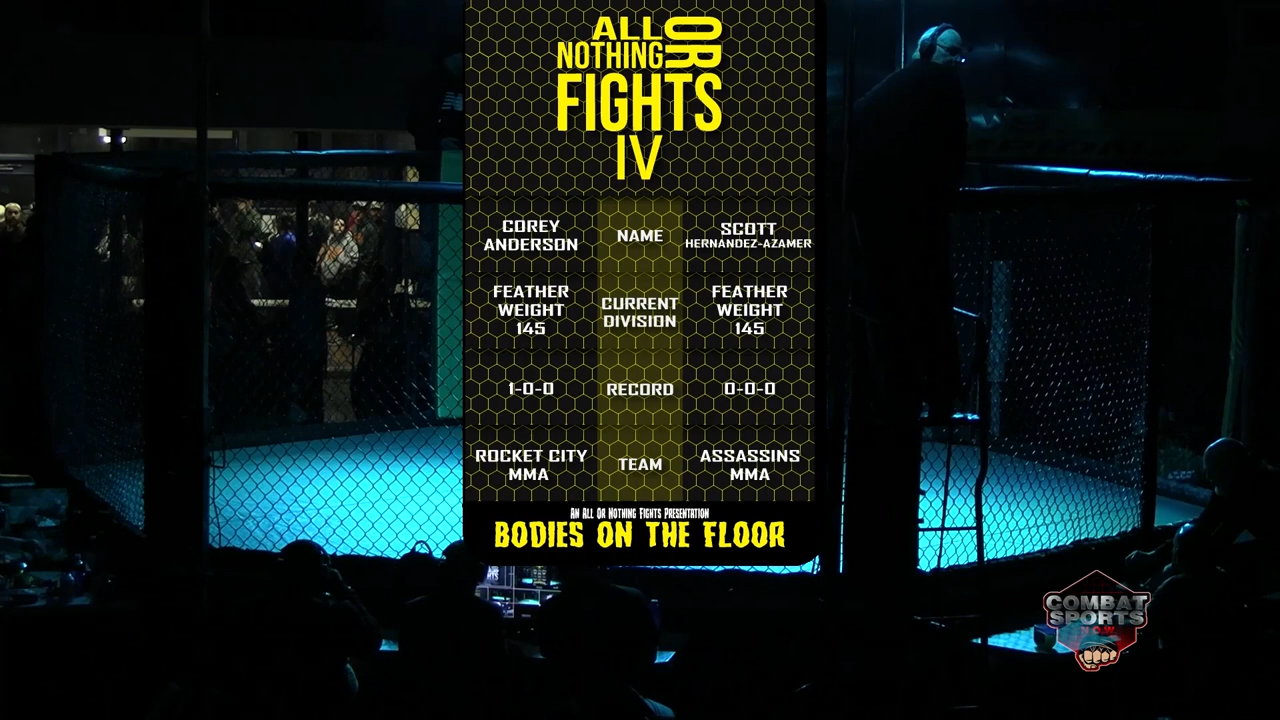 ALL OR
NOTHING
FIGHTS
IV
COREY
ANDERSON
NAME
SCOTT
HERNANDEZ-AZAMER
FEATHER
WEIGHT
145
CURRENT
DIVISION
FEATHER
WEIGHT
145
1-0-0
RECORD
0-0-0
ROCKET CITY
MMA
TEAM
ASSASSINS
MMA
AN ALL OR NOTHING FIGHTS PRESENTATION
BODIES ON THE FLOOR
COMBAT
SPORTS
NOW